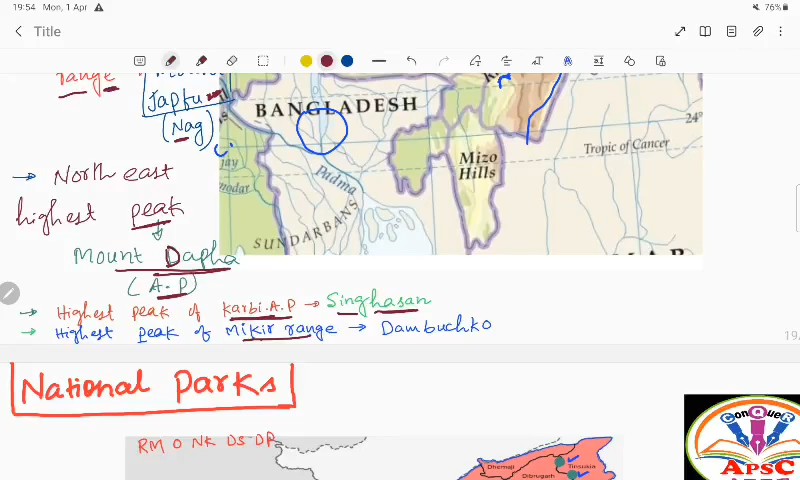 19:54 Mon, 1 Apr
76%
Title
range
Japfu
(Nag)
BANGLADESH
24°
Tropic of Cancer
Mizo
Hills
Padma
SUNDARBANS
→ North east
highest peak
Mount Dapha
(A.P)
→ Highest peak of Karbi.A.P → Singhasan
→ Highest peak of Mikir range → Dambuchko
19
National Parks
RM O NK DS DP
Dhemaji
Tinsukia
Dibrugarh
ConQueR
APSC